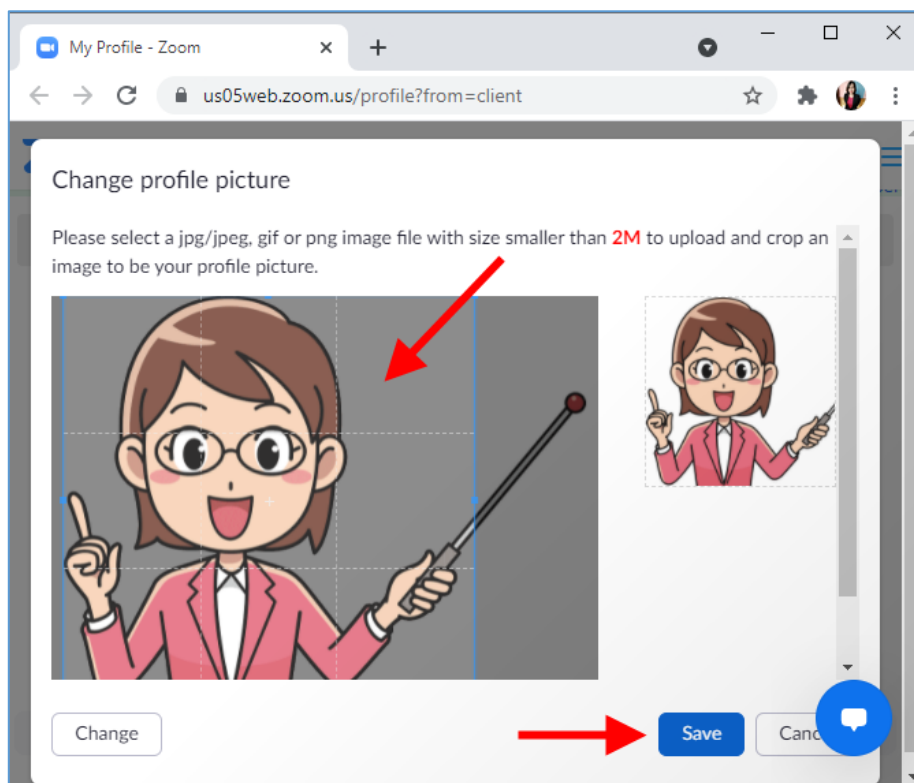 My Profile - Zoom
us05web.zoom.us/profile?from=client
Change profile picture
Please select a jpg/jpeg, gif or png image file with size smaller than 2M to upload and crop an
image to be your profile picture.
Change
Save
Canc